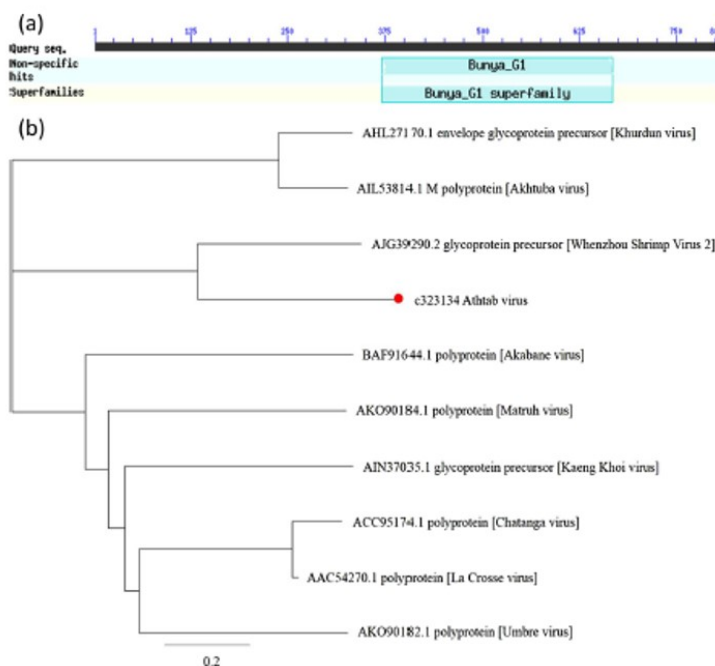 (a)
1 125 250 375 500 625 750
Query seq.
Non-specific
hits
Bunya_G1
Superfamilies
Bunya_G1 superfamily
(b)
AHL27170.1 envelope glycoprotein precursor [Khurdun virus]
AIL53814.1 M polyprotein [Akhtuba virus]
AJG39290.2 glycoprotein precursor [Whenzhou Shrimp Virus 2]
c323134 Athtab virus
BAF91644.1 polyprotein [Akabane virus]
AKO90184.1 polyprotein [Matruh virus]
AIN37035.1 glycoprotein precursor [Kaeng Khoi virus]
ACC95174.1 polyprotein [Chatanga virus]
AAC54270.1 polyprotein [La Crosse virus]
AKO90182.1 polyprotein [Umbre virus]
0.2